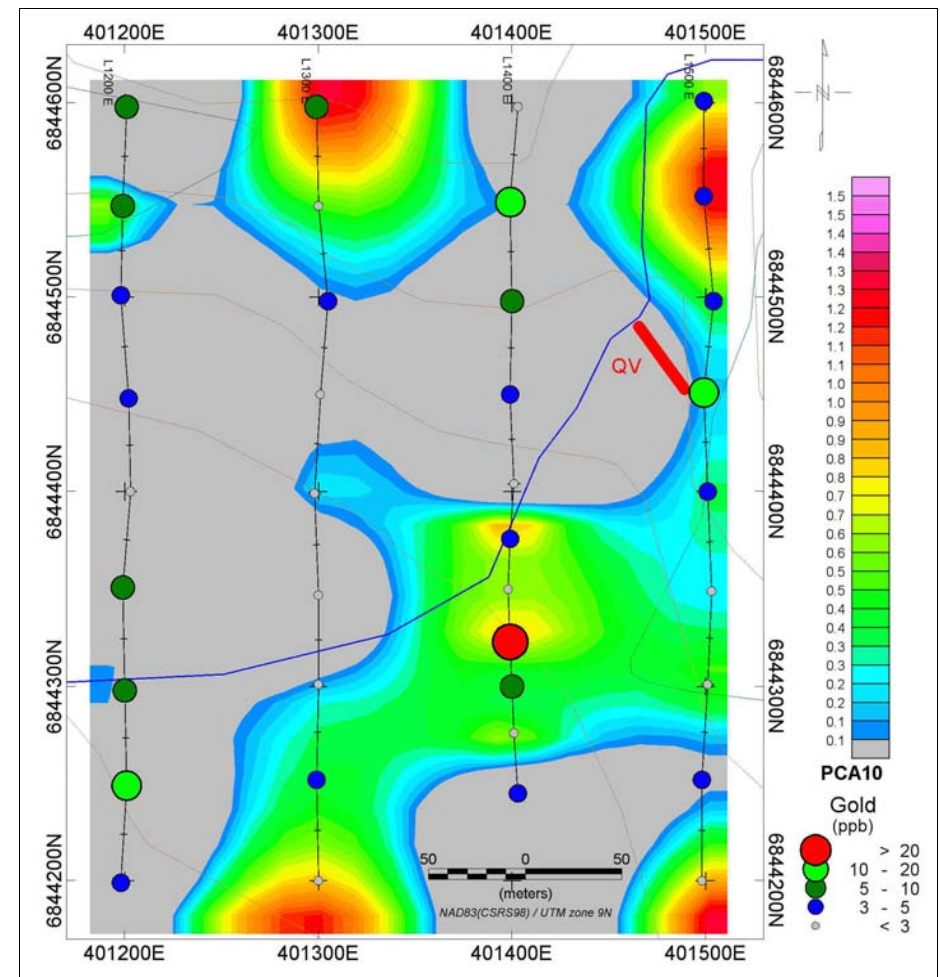 401200E 401300E 401400E 401500E
L1200 E
L1300 E
L1400 E
L1500 E
6844600N
6844500N
6844400N
6844300N
6844200N
6844600N
6844500N
6844400N
6844300N
6844200N
N
QV
1.5
1.5
1.4
1.4
1.3
1.3
1.2
1.2
1.1
1.1
1.0
1.0
0.9
0.9
0.8
0.8
0.7
0.7
0.6
0.6
0.5
0.5
0.4
0.4
0.3
0.3
0.2
0.2
0.1
0.1
PCA10
Gold
(ppb)
> 20
10 - 20
5 - 10
3 - 5
< 3
50 0 50
(meters)
NAD83(CSRS98) / UTM zone 9N
401200E 401300E 401400E 401500E